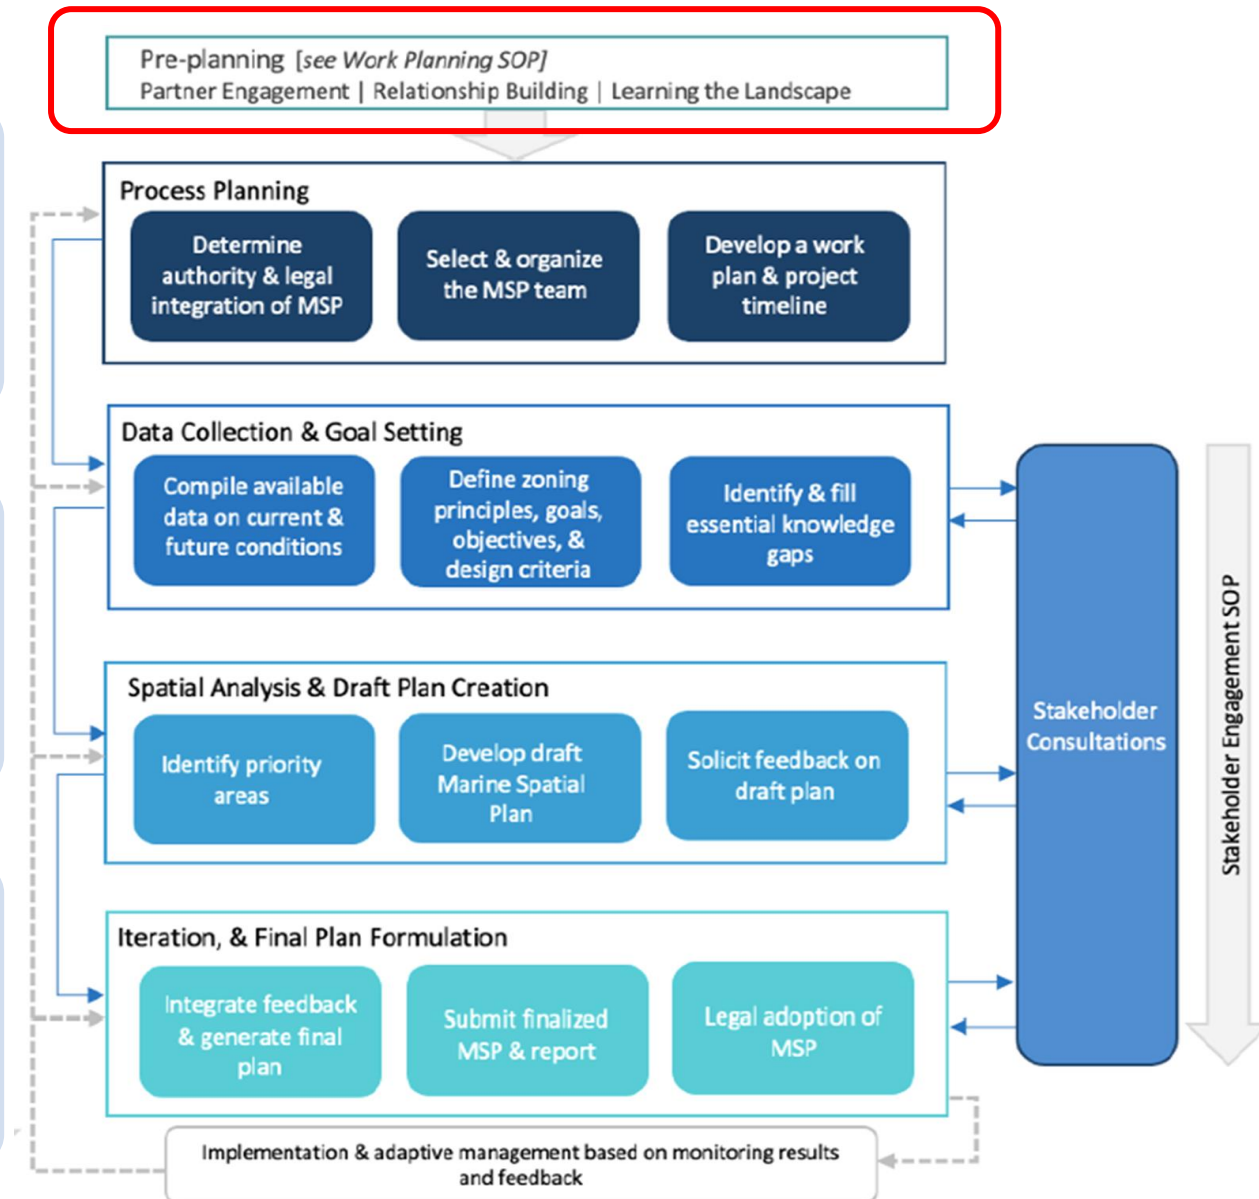 Pre-planning [see Work Planning SOP]
Partner Engagement | Relationship Building | Learning the Landscape
Process Planning
Determine
authority & legal
integration of MSP
Select & organize
the MSP team
Develop a work
plan & project
timeline
Data Collection & Goal Setting
Compile available
data on current &
future conditions
Define zoning
principles, goals,
objectives, &
design criteria
Identify & fill
essential knowledge
gaps
Spatial Analysis & Draft Plan Creation
Identify priority
areas
Develop draft
Marine Spatial
Plan
Solicit feedback on
draft plan
Iteration, & Final Plan Formulation
Integrate feedback
& generate final
plan
Submit finalized
MSP & report
Legal adoption of
MSP
Implementation & adaptive management based on monitoring results
and feedback
Stakeholder
Consultations
Stakeholder Engagement SOP